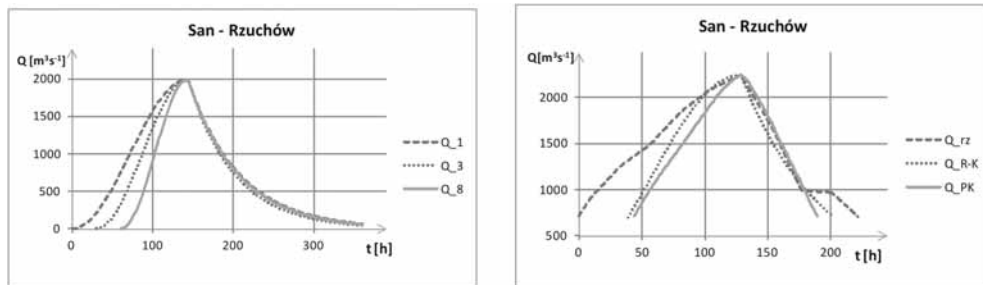 San - Rzuchów
Q [m³s⁻¹]
2000
1500
1000
500
0
0 100 200 300
t [h]
Q_1
Q_3
Q_8
San - Rzuchów
Q[m³s⁻¹]
2000
1500
1000
500
0 50 100 150 200
t [h]
Q_rz
Q_R-K
Q_PK